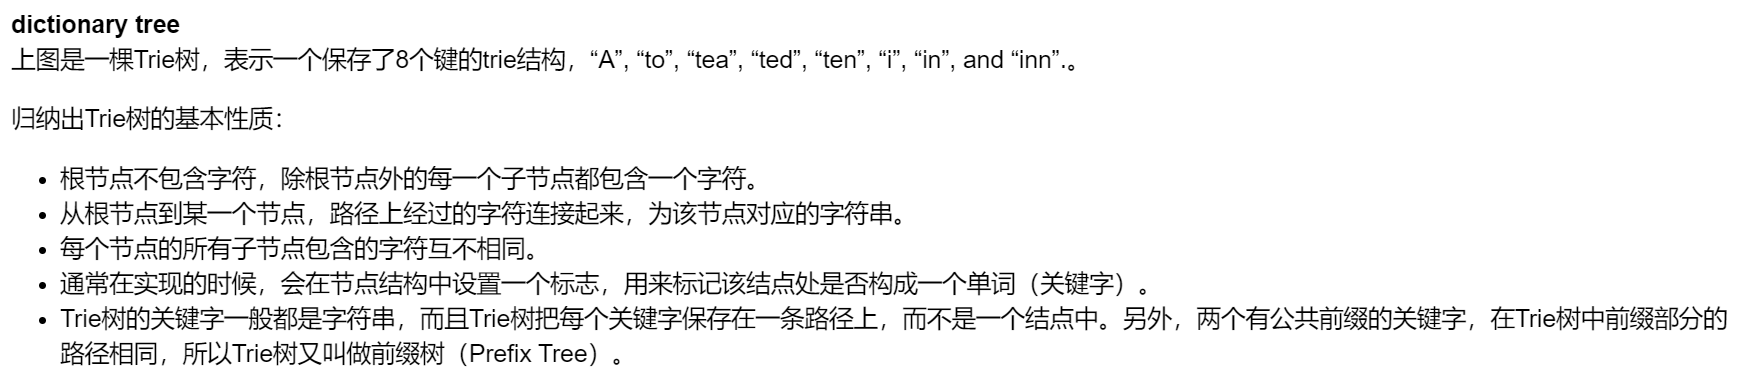 dictionary tree
上图是一棵Trie树，表示一个保存了8个键的trie结构，“A”, “to”, “tea”, “ted”, “ten”, “i”, “in”, and “inn”.。
归纳出Trie树的基本性质：
• 根节点不包含字符，除根节点外的每一个子节点都包含一个字符。
• 从根节点到某一个节点，路径上经过的字符连接起来，为该节点对应的字符串。
• 每个节点的所有子节点包含的字符互不相同。
• 通常在实现的时候，会在节点结构中设置一个标志，用来标记该结点处是否构成一个单词（关键字）。
• Trie树的关键字一般都是字符串，而且Trie树把每个关键字保存在一条路径上，而不是一个结点中。另外，两个有公共前缀的关键字，在Trie树中前缀部分的
路径相同，所以Trie树又叫做前缀树（Prefix Tree）。